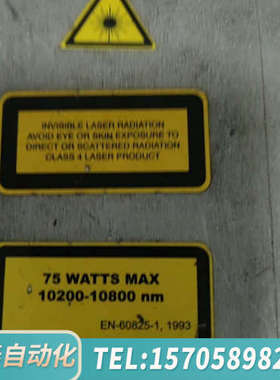 INVISIBLE LASER RADIATION
AVOID EYE OR SKIN EXPOSURE TO
DIRECT OR SCATTERED RADIATION
CLASS 4 LASER PRODUCT
75 WATTS MAX
10200-10800 nm
EN-60825-1, 1993
自动化 TEL:157058982